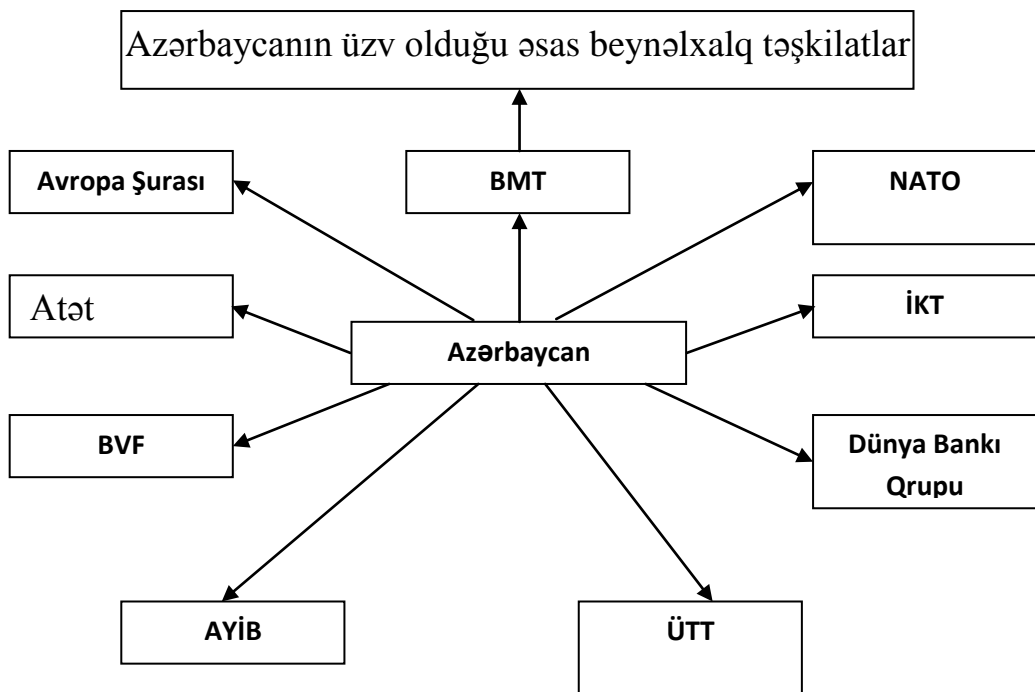 Azərbaycanın üzv olduğu əsas beynəlxalq təşkilatlar
Avropa Şurası
BMT
NATO
Atət
İKT
Azərbaycan
BVF
Dünya Bankı
Qrupu
AYİB
ÜTT